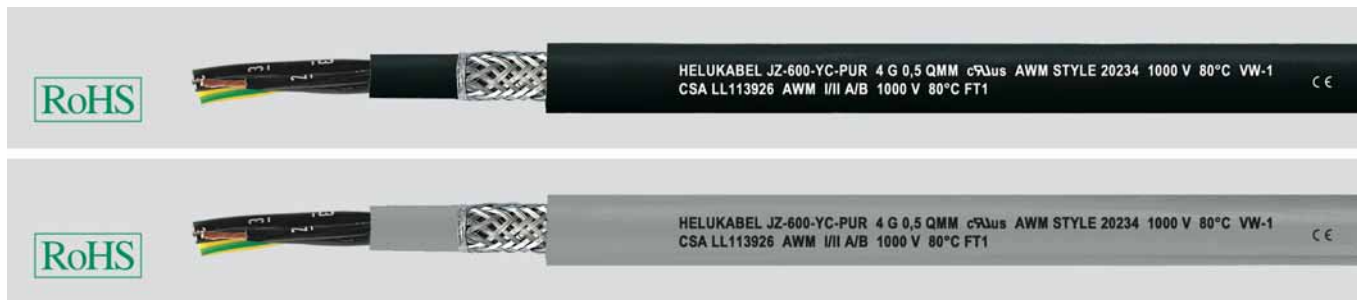 RoHS
HELUKABEL JZ-600-YC-PUR 4 G 0,5 QMM cЯUus AWM STYLE 20234 1000 V 80°C VW-1
CSA LL113926 AWM I/II A/B 1000 V 80°C FT1
CE
RoHS
HELUKABEL JZ-600-YC-PUR 4 G 0,5 QMM cЯUus AWM STYLE 20234 1000 V 80°C VW-1
CSA LL113926 AWM I/II A/B 1000 V 80°C FT1
CE